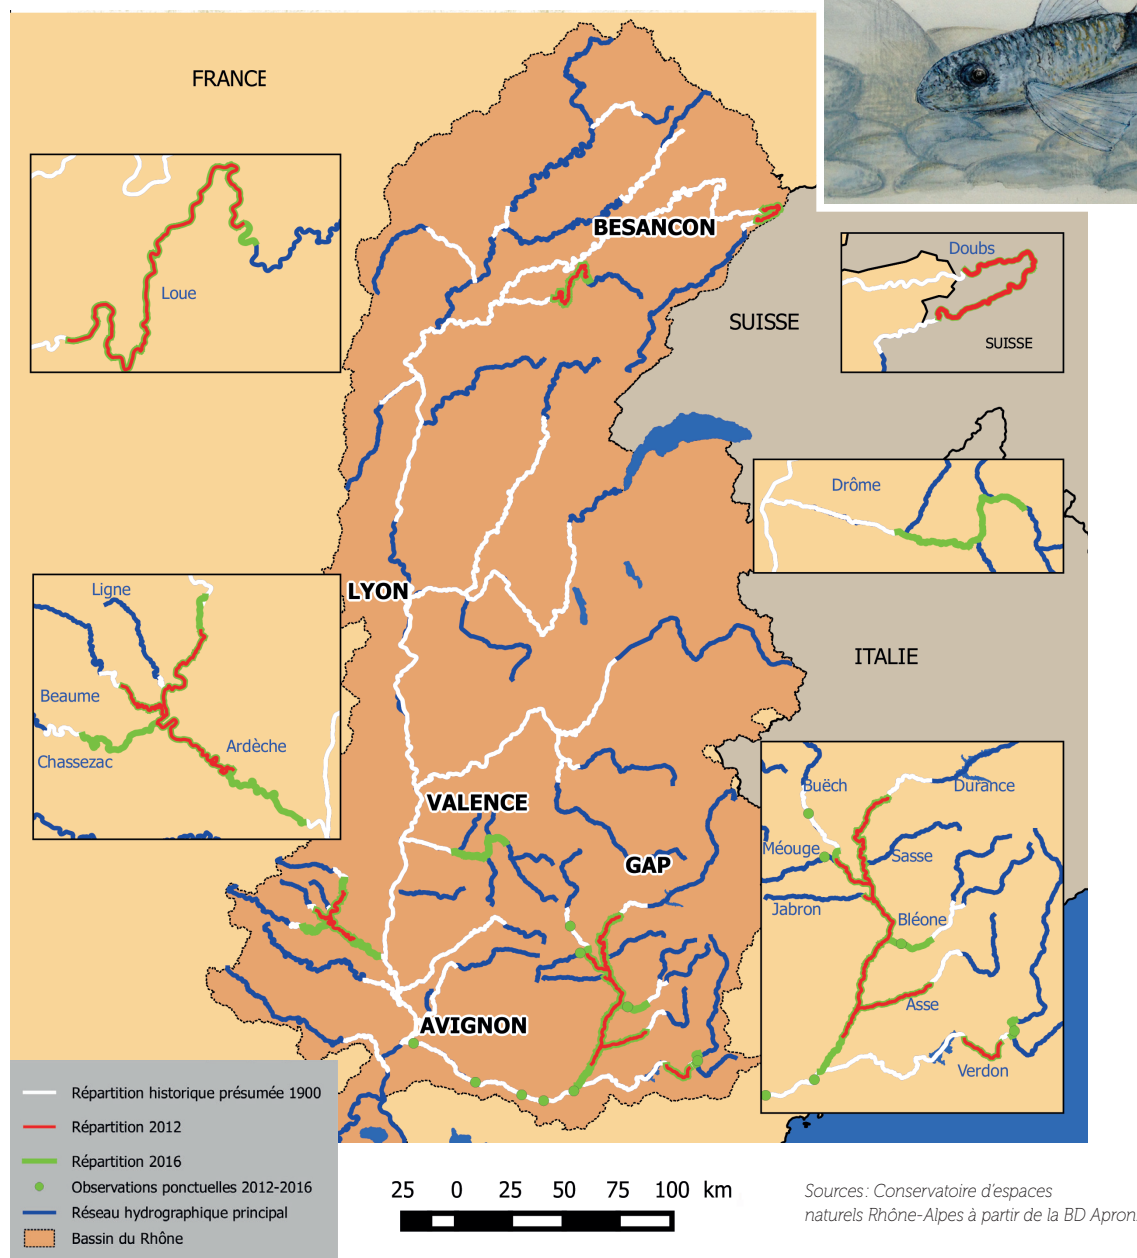 FRANCE
BESANCON
SUISSE
Loue
Doubs
SUISSE
Drôme
LYON
ITALIE
Ligne
Beaume
Ardèche
Chassezac
VALENCE
GAP
AVIGNON
Buëch
Durance
Méouge
Sasse
Jabron
Bléone
Asse
Verdon
Répartition historique présumée 1900
Répartition 2012
Répartition 2016
Observations ponctuelles 2012-2016
Réseau hydrographique principal
Bassin du Rhône
25 0 25 50 75 100 km
Sources : Conservatoire d'espaces
naturels Rhône-Alpes à partir de la BD Apron.